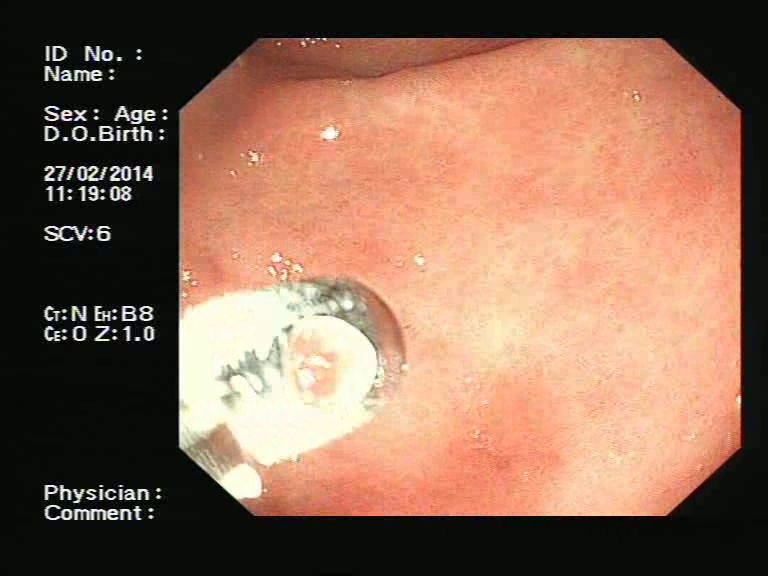 ID No. :
Name:
Sex: Age:
D.O.Birth:
27/02/2014
11:19:08
SCV:6
CT:N EH:B8
CE:0 Z:1.0
Physician:
Comment: